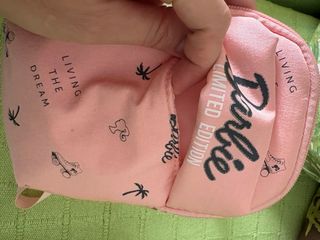 LIVING
THE
DREAM
Barbie
LIMITED EDITION
LIVING